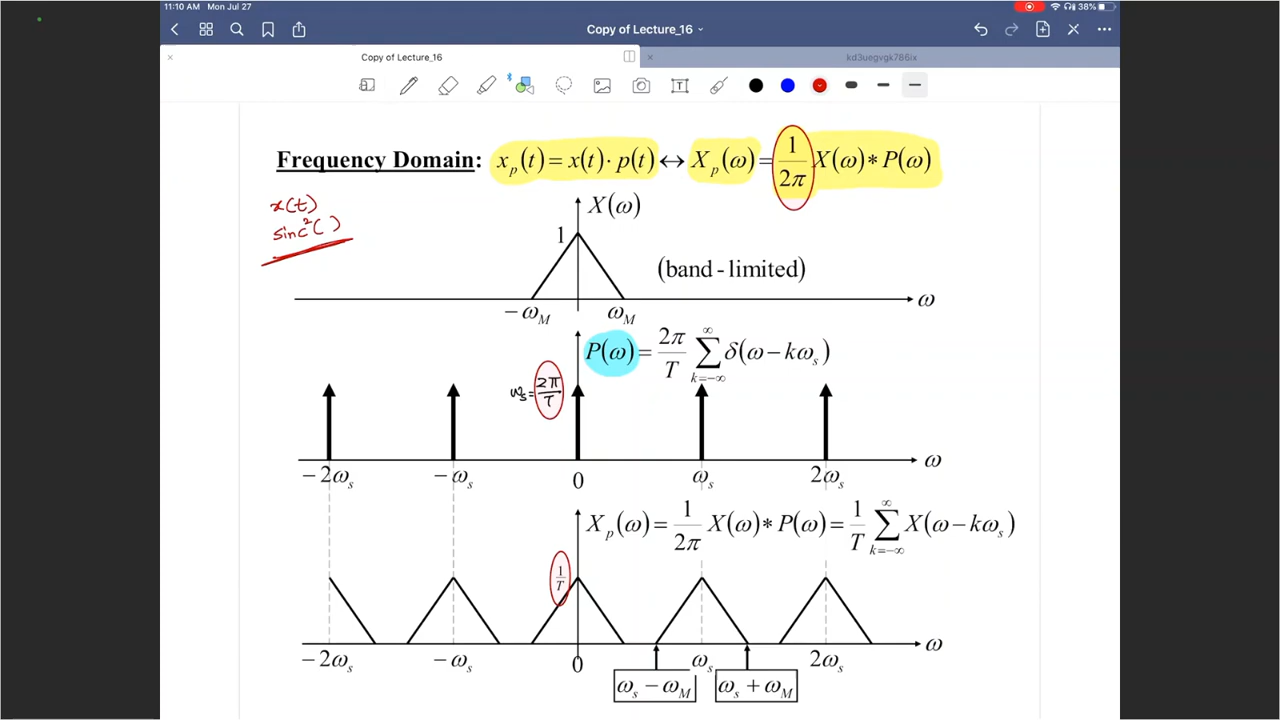 11:10 AM Mon Jul 27
38%
Copy of Lecture_16
Copy of Lecture_16
kd3uegvgk786ix
T
Frequency Domain: x_p(t) = x(t) · p(t) ↔ X_p(ω) = 1/2π X(ω) * P(ω)
x(t)
sinc²( )
X(ω)
1
(band - limited)
−ω_M ω_M ω
P(ω) = 2π/T ∑_{k=−∞}^{∞} δ(ω − kω_s)
ω_s = 2π/T
−2ω_s −ω_s 0 ω_s 2ω_s ω
X_p(ω) = 1/2π X(ω) * P(ω) = 1/T ∑_{k=−∞}^{∞} X(ω − kω_s)
1/T
−2ω_s −ω_s 0 ω_s 2ω_s ω
ω_s − ω_M ω_s + ω_M